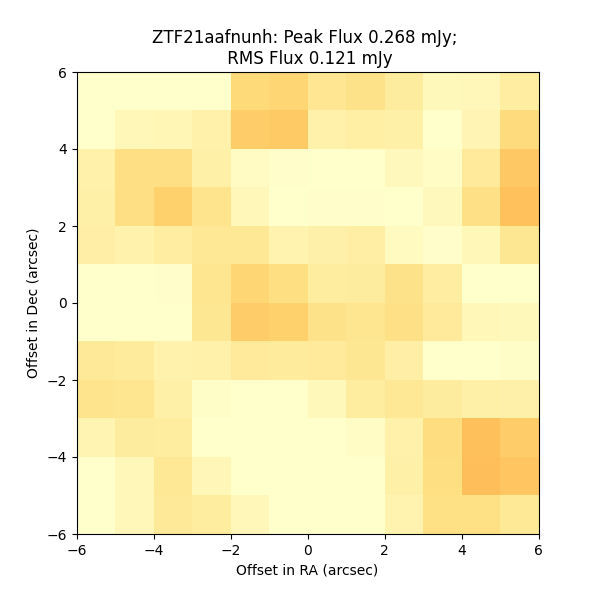 ZTF21aafnunh: Peak Flux 0.268 mJy;
RMS Flux 0.121 mJy
6
4
2
0
−2
−4
−6
Offset in Dec (arcsec)
−6 −4 −2 0 2 4 6
Offset in RA (arcsec)